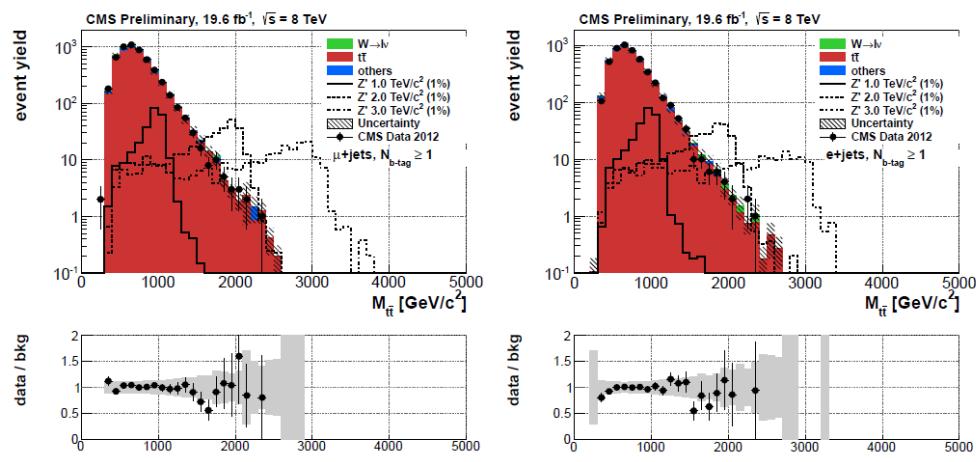 CMS Preliminary, 19.6 fb⁻¹, √s = 8 TeV
event yield
10³
10²
10
1
10⁻¹
W→lν
tt̄
others
Z' 1.0 TeV/c² (1%)
Z' 2.0 TeV/c² (1%)
Z' 3.0 TeV/c² (1%)
Uncertainty
CMS Data 2012
μ+jets, N_b-tag ≥ 1
0 1000 2000 3000 4000 5000
M_tt̄ [GeV/c²]
data / bkg
2
1.5
1
0.5
0
0 1000 2000 3000 4000 5000
CMS Preliminary, 19.6 fb⁻¹, √s = 8 TeV
event yield
10³
10²
10
1
10⁻¹
W→lν
tt̄
others
Z' 1.0 TeV/c² (1%)
Z' 2.0 TeV/c² (1%)
Z' 3.0 TeV/c² (1%)
Uncertainty
CMS Data 2012
e+jets, N_b-tag ≥ 1
0 1000 2000 3000 4000 5000
M_tt̄ [GeV/c²]
data / bkg
2
1.5
1
0.5
0
0 1000 2000 3000 4000 5000